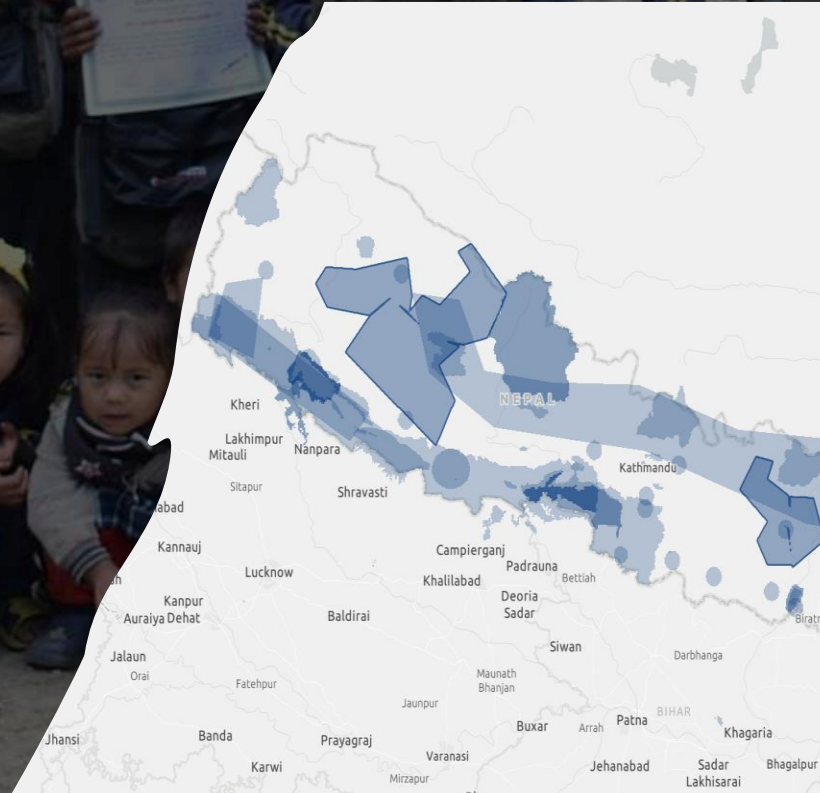 NEPAL
Kathmandu
Kheri
Lakhimpur
Mitauli
Nanpara
Sitapur
Shravasti
abad
Kannauj
Campierganj
Padrauna
Lucknow
Khalilabad
Bettiah
Kanpur
Dehat
Auraiya
Deoria
Sadar
Baldirai
Biratr
Jalaun
Siwan
Darbhanga
Orai
Fatehpur
Maunath
Bhanjan
Jaunpur
BIHAR
Jhansi
Banda
Prayagraj
Buxar
Arrah
Patna
Khagaria
Varanasi
Karwi
Mirzapur
Jehanabad
Sadar
Lakhisarai
Bhagalpur